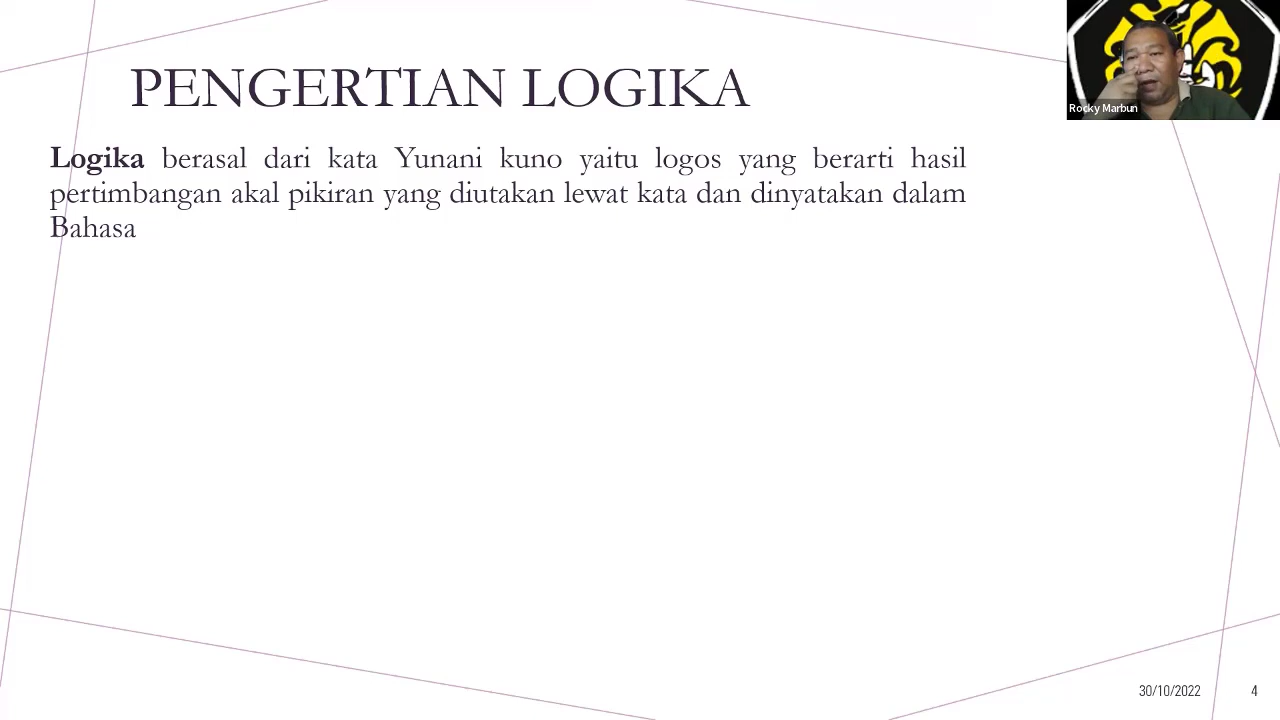 PENGERTIAN LOGIKA
Rocky Marbun
Logika berasal dari kata Yunani kuno yaitu logos yang berarti hasil
pertimbangan akal pikiran yang diutakan lewat kata dan dinyatakan dalam
Bahasa
30/10/2022
4